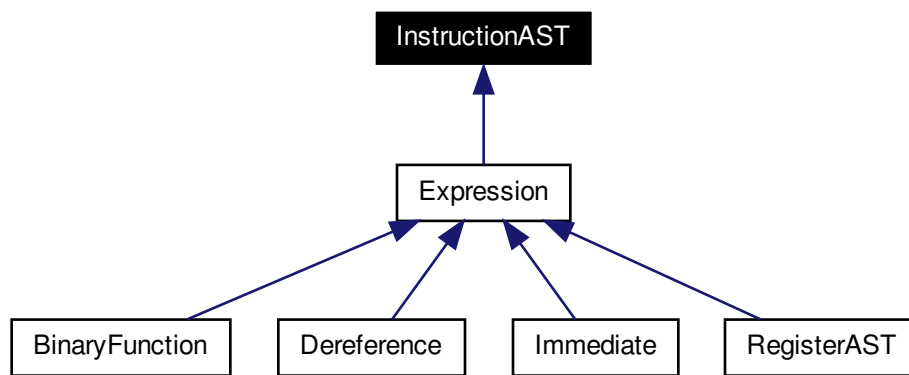 InstructionAST
Expression
BinaryFunction
Dereference
Immediate
RegisterAST